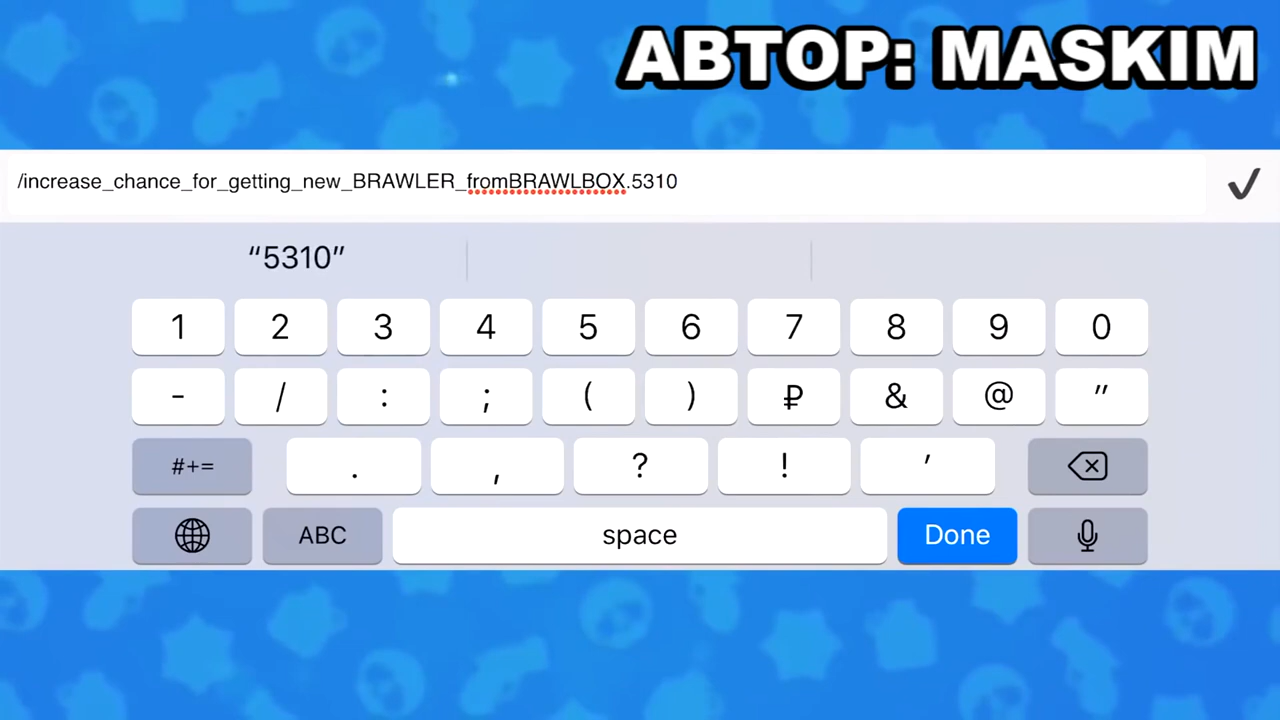 АВТОР: MASKIM
/increase_chance_for_getting_new_BRAWLER_fromBRAWLBOX.5310
“5310”
1 2 3 4 5 6 7 8 9 0
- / : ; ( ) ₽ & @ "
#+= . , ? ! ’
ABC space Done